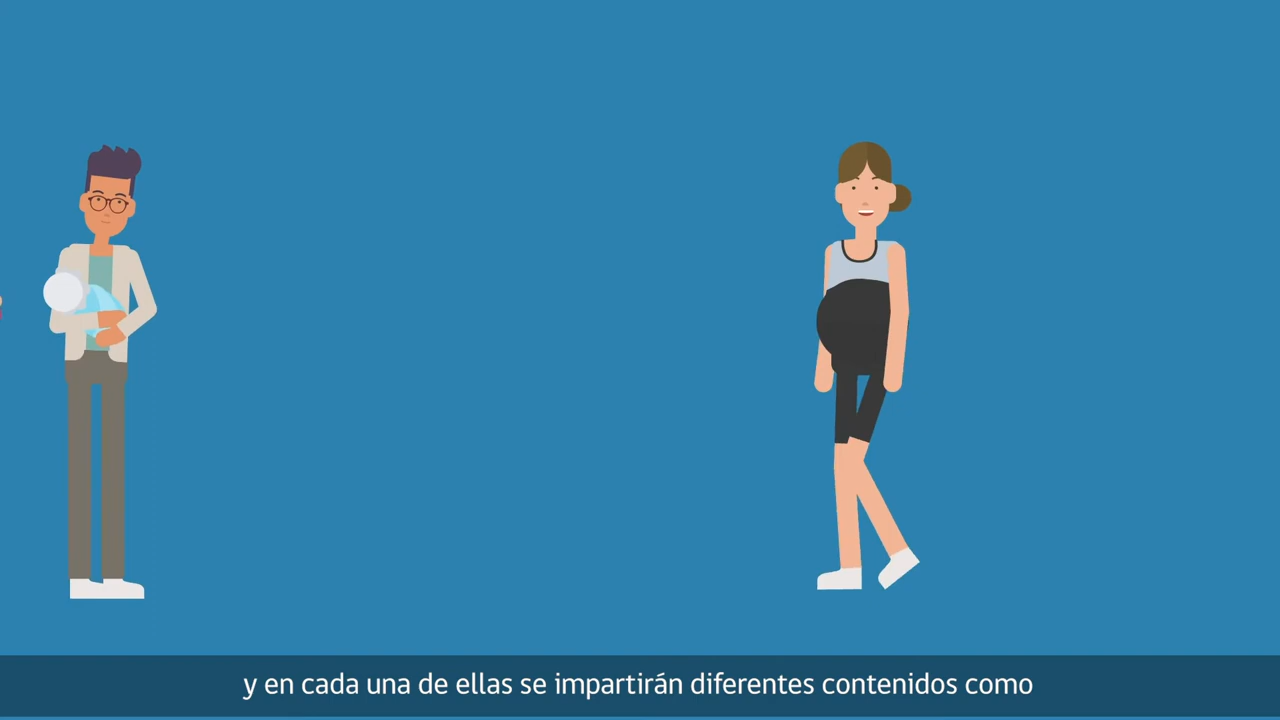 y en cada una de ellas se impartirán diferentes contenidos como